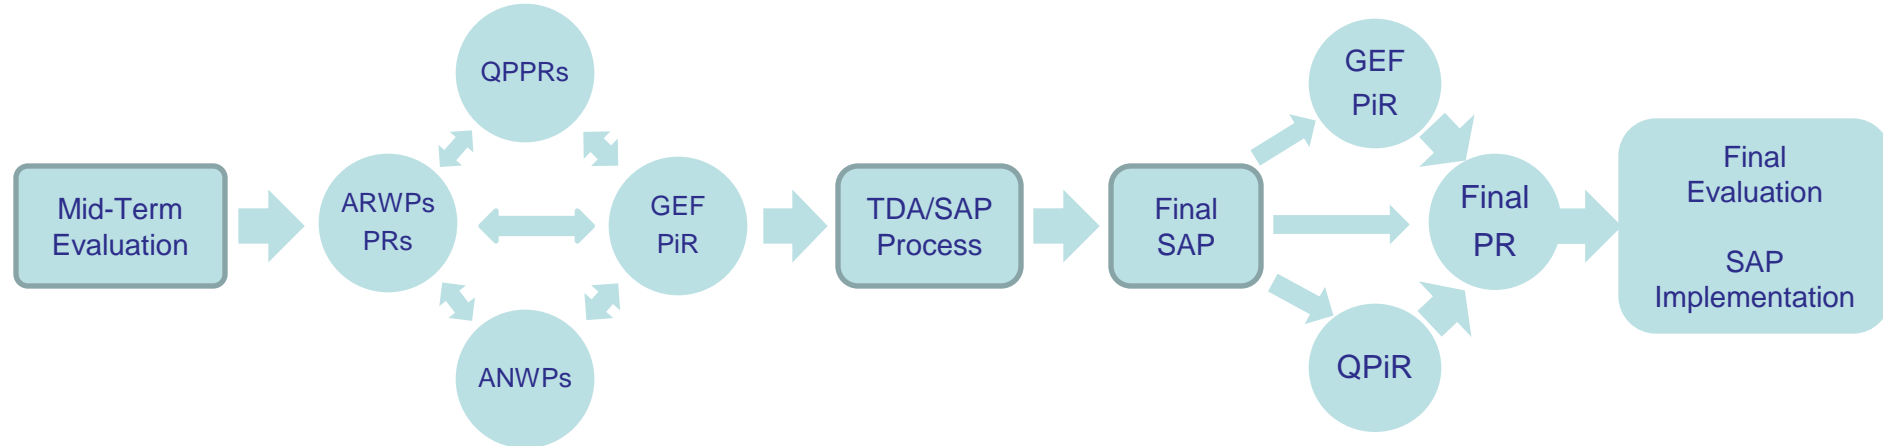 Mid-Term
Evaluation
QPPRs
ARWPs
PRs
GEF
PiR
ANWPs
TDA/SAP
Process
Final
SAP
GEF
PiR
QPiR
Final
PR
Final
Evaluation
SAP
Implementation